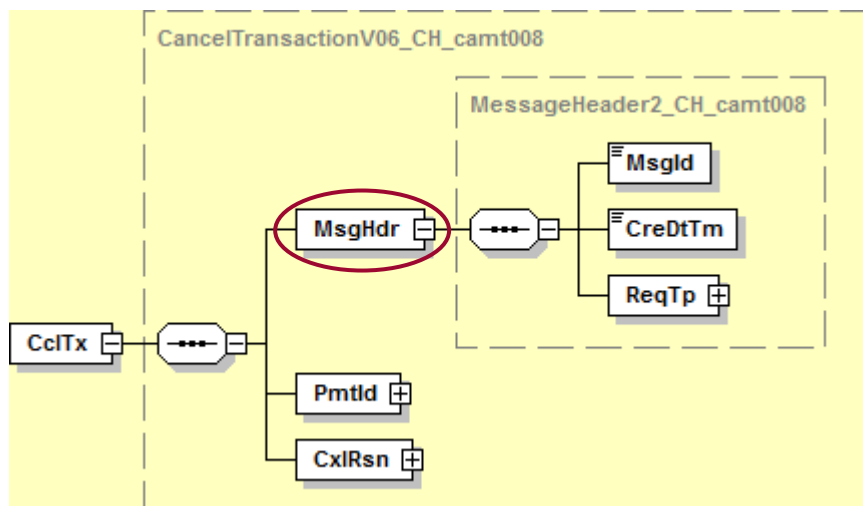 CancelTransactionV06_CH_camt008
MessageHeader2_CH_camt008
MsgId
MsgHdr
CreDtTm
ReqTp
CclTx
PmtId
CxlRsn